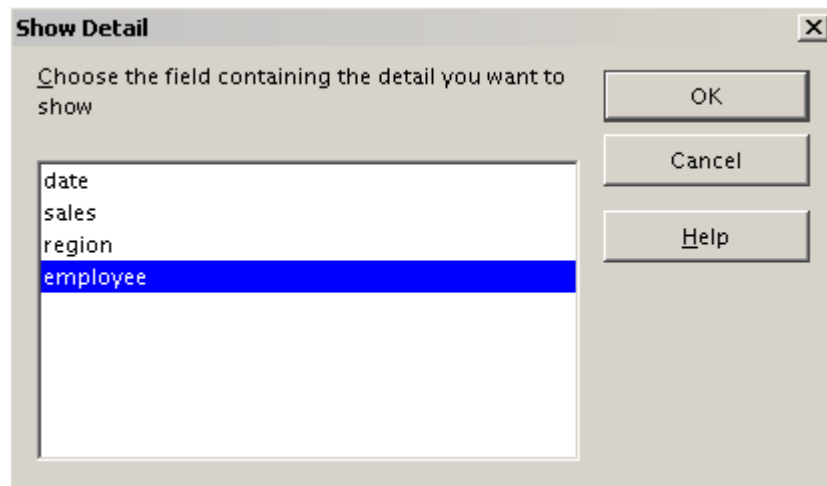 Show Detail
Choose the field containing the detail you want to
show
OK
Cancel
Help
date
sales
region
employee